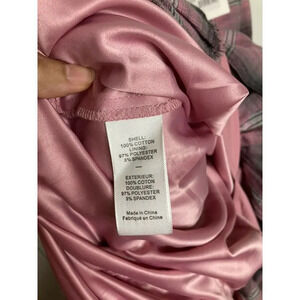 SHELL:
100% COTTON
LINING:
97% POLYESTER
3% SPANDEX
—
EXTERIEUR:
100% COTON
DOUBLURE:
97% POLYESTER
3% SPANDEX
Made in China
Fabriqué en China